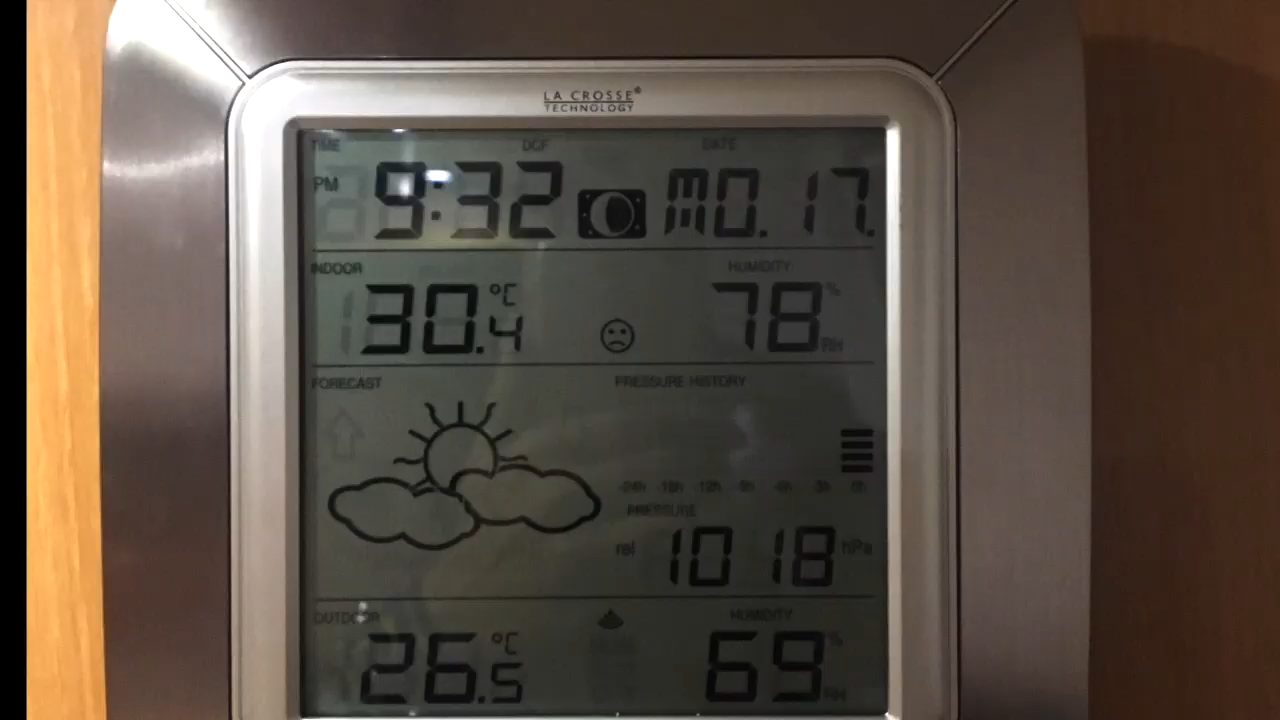 LA CROSSE®
TECHNOLOGY
TIME DCF DATE
PM 9:32 MO. 17.
INDOOR HUMIDITY
30.4 °C 78 % RH
FORECAST PRESSURE HISTORY
-24h -18h -12h -9h -6h -3h 0h
PRESSURE
rel 1018 hPa
OUTDOOR HUMIDITY
26.5 °C 69 % RH